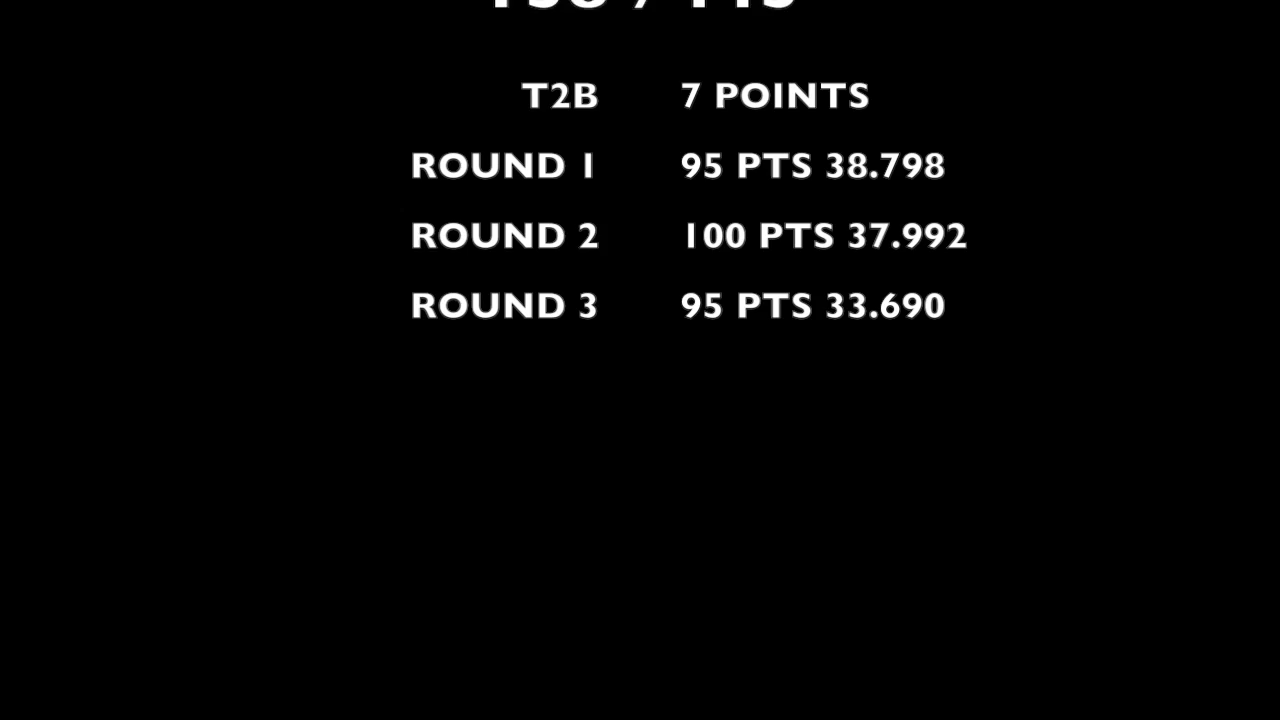 T2B 7 POINTS
ROUND 1 95 PTS 38.798
ROUND 2 100 PTS 37.992
ROUND 3 95 PTS 33.690